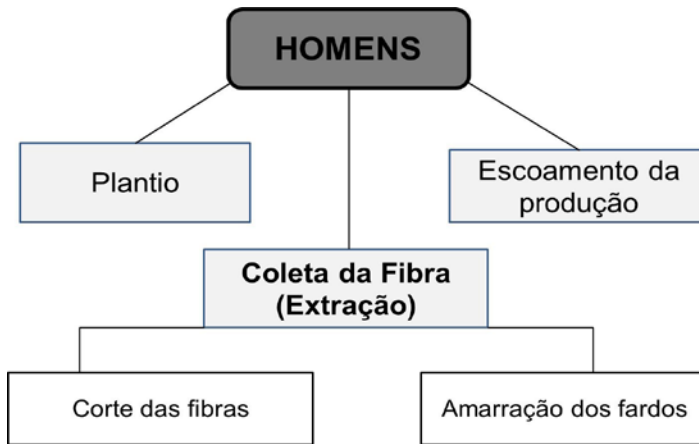 HOMENS
Plantio
Escoamento da
produção
Coleta da Fibra
(Extração)
Corte das fibras
Amarração dos fardos